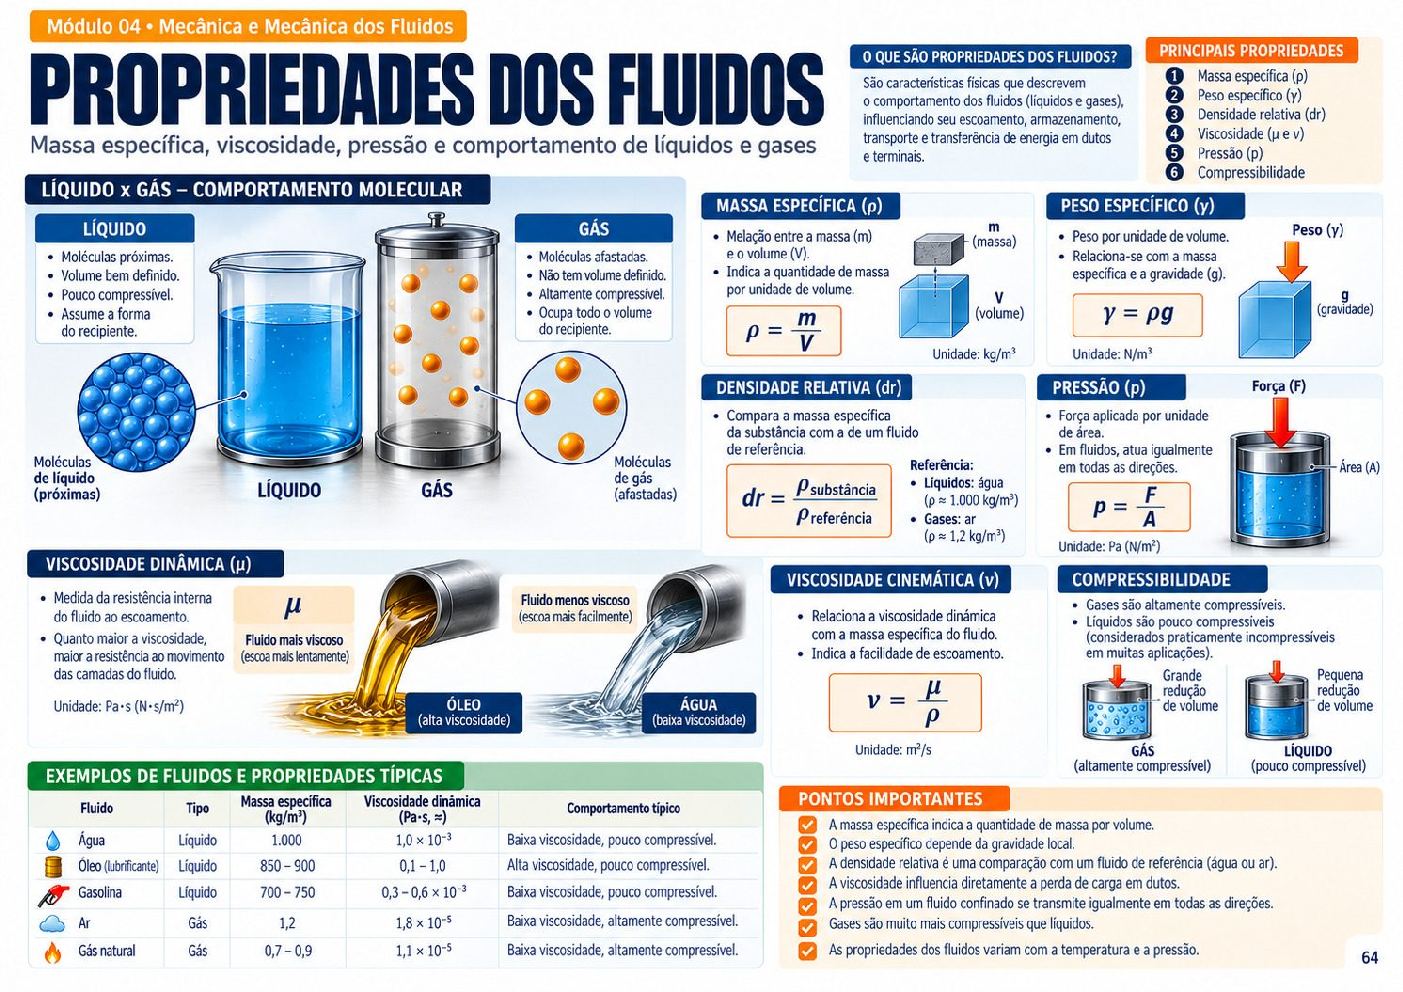 Módulo 04 • Mecânica e Mecânica dos Fluidos
PROPRIEDADES DOS FLUIDOS
Massa específica, viscosidade, pressão e comportamento de líquidos e gases
O QUE SÃO PROPRIEDADES DOS FLUIDOS?
São características físicas que descrevem
o comportamento dos fluidos (líquidos e gases),
influenciando seu escoamento, armazenamento,
transporte e transferência de energia em dutos
e terminais.
PRINCIPAIS PROPRIEDADES
1 Massa específica (ρ)
2 Peso específico (γ)
3 Densidade relativa (dr)
4 Viscosidade (μ e ν)
5 Pressão (p)
6 Compressibilidade
LÍQUIDO x GÁS – COMPORTAMENTO MOLECULAR
LÍQUIDO
• Moléculas próximas.
• Volume bem definido.
• Pouco compressível.
• Assume a forma
do recipiente.
GÁS
• Moléculas afastadas.
• Não tem volume definido.
• Altamente compressível.
• Ocupa todo o volume
do recipiente.
Moléculas
de líquido
(próximas)
LÍQUIDO
GÁS
Moléculas
de gás
(afastadas)
MASSA ESPECÍFICA (ρ)
• Melação entre a massa (m)
e o volume (V).
• Indica a quantidade de massa
por unidade de volume.
ρ = m / V
m
(massa)
V
(volume)
Unidade: kg/m³
PESO ESPECÍFICO (γ)
• Peso por unidade de volume.
• Relaciona-se com a massa
específica e a gravidade (g).
γ = ρg
Unidade: N/m³
Peso (γ)
g
(gravidade)
DENSIDADE RELATIVA (dr)
• Compara a massa específica
da substância com a de um fluido
de referência.
dr = ρ substância / ρ referência
Referência:
• Líquidos: água
(ρ ≈ 1.000 kg/m³)
• Gases: ar
(ρ ≈ 1,2 kg/m³)
PRESSÃO (p)
• Força aplicada por unidade
de área.
• Em fluidos, atua igualmente
em todas as direções.
p = F / A
Unidade: Pa (N/m²)
Força (F)
Área (A)
VISCOSIDADE DINÂMICA (μ)
• Medida da resistência interna
do fluido ao escoamento.
• Quanto maior a viscosidade,
maior a resistência ao movimento
das camadas do fluido.
Unidade: Pa•s (N•s/m²)
μ
Fluido mais viscoso
(escoa mais lentamente)
ÓLEO
(alta viscosidade)
Fluido menos viscoso
(escoa mais facilmente)
ÁGUA
(baixa viscosidade)
VISCOSIDADE CINEMÁTICA (ν)
• Relaciona a viscosidade dinâmica
com a massa específica do fluido.
• Indica a facilidade de escoamento.
ν = μ / ρ
Unidade: m²/s
COMPRESSIBILIDADE
• Gases são altamente compressíveis.
• Líquidos são pouco compressíveis
(considerados praticamente incompressíveis
em muitas aplicações).
Grande
redução
de volume
GÁS
(altamente compressível)
Pequena
redução
de volume
LÍQUIDO
(pouco compressível)
EXEMPLOS DE FLUIDOS E PROPRIEDADES TÍPICAS
Fluido Tipo Massa específica (kg/m³) Viscosidade dinâmica (Pa•s, ≈) Comportamento típico
Água Líquido 1.000 1,0 × 10⁻³ Baixa viscosidade, pouco compressível.
Óleo (lubrificante) Líquido 850 – 900 0,1 – 1,0 Alta viscosidade, pouco compressível.
Gasolina Líquido 700 – 750 0,3 – 0,6 × 10⁻³ Baixa viscosidade, pouco compressível.
Ar Gás 1,2 1,8 × 10⁻⁵ Baixa viscosidade, altamente compressível.
Gás natural Gás 0,7 – 0,9 1,1 × 10⁻⁵ Baixa viscosidade, altamente compressível.
PONTOS IMPORTANTES
A massa específica indica a quantidade de massa por volume.
O peso específico depende da gravidade local.
A densidade relativa é uma comparação com um fluido de referência (água ou ar).
A viscosidade influencia diretamente a perda de carga em dutos.
A pressão em um fluido confinado se transmite igualmente em todas as direções.
Gases são muito mais compressíveis que líquidos.
As propriedades dos fluidos variam com a temperatura e a pressão.
64